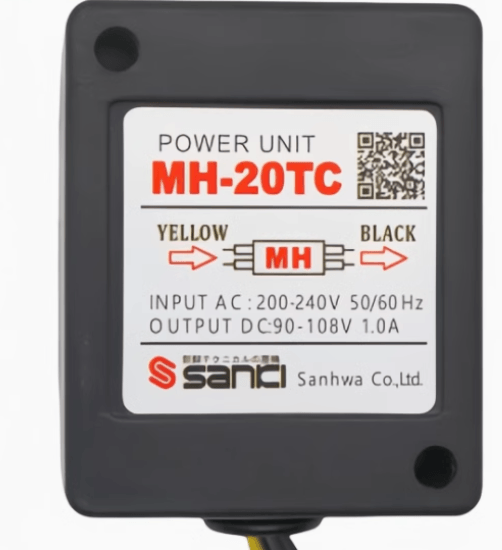 POWER UNIT
MH-20TC
YELLOW
BLACK
MH
INPUT AC : 200-240V 50/60Hz
OUTPUT DC:90-108V 1.0A
sanki Sanhwa Co.,Ltd.